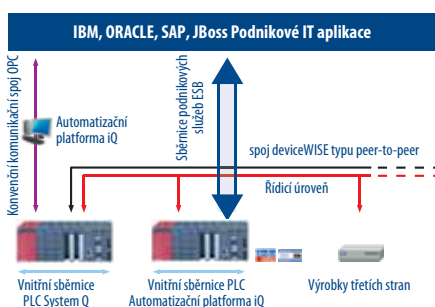 IBM, ORACLE, SAP, JBoss Podnikové IT aplikace
Konvenční komunikační spoj OPC
Automatizační
platforma iQ
Sběrnice podnikových
služeb ESB
spoj deviceWISE typu peer-to-peer
Řídicí úroveň
Vnitřní sběrnice
PLC System Q
Vnitřní sběrnice PLC
Automatizační platforma iQ
Výrobky třetích stran